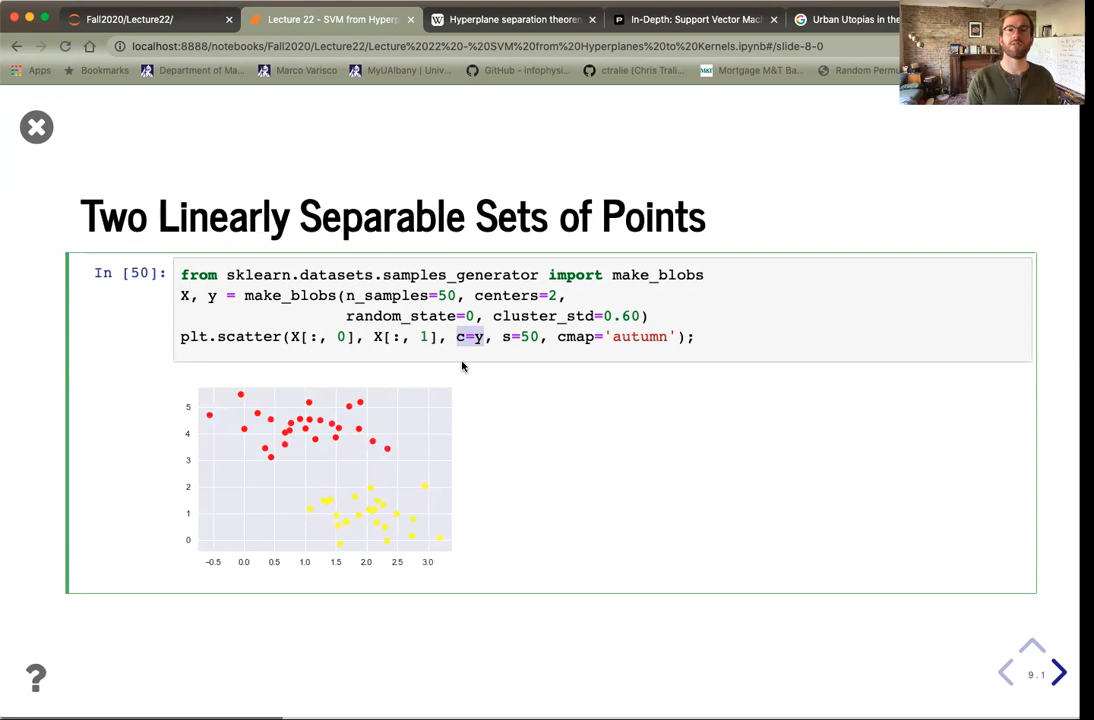 Fall2020/Lecture22/
Lecture 22 - SVM from Hyperp
Hyperplane separation theorem
In-Depth: Support Vector Mac
Urban Utopias in the
localhost:8888/notebooks/Fall2020/Lecture22/Lecture%2022%20-%20SVM%20from%20Hyperplanes%20to%20Kernels.ipynb#/slide-8-0
Apps
Bookmarks
Department of Ma...
Marco Varisco
MyUAlbany | Univ...
GitHub - infophysi...
ctralie (Chris Trali...
M&T
Mortgage M&T Ba...
Random Permu
Two Linearly Separable Sets of Points
In [50]:
from sklearn.datasets.samples_generator import make_blobs
X, y = make_blobs(n_samples=50, centers=2,
random_state=0, cluster_std=0.60)
plt.scatter(X[:, 0], X[:, 1], c=y, s=50, cmap='autumn');
5
4
3
2
1
0
-0.5 0.0 0.5 1.0 1.5 2.0 2.5 3.0
?
9.1